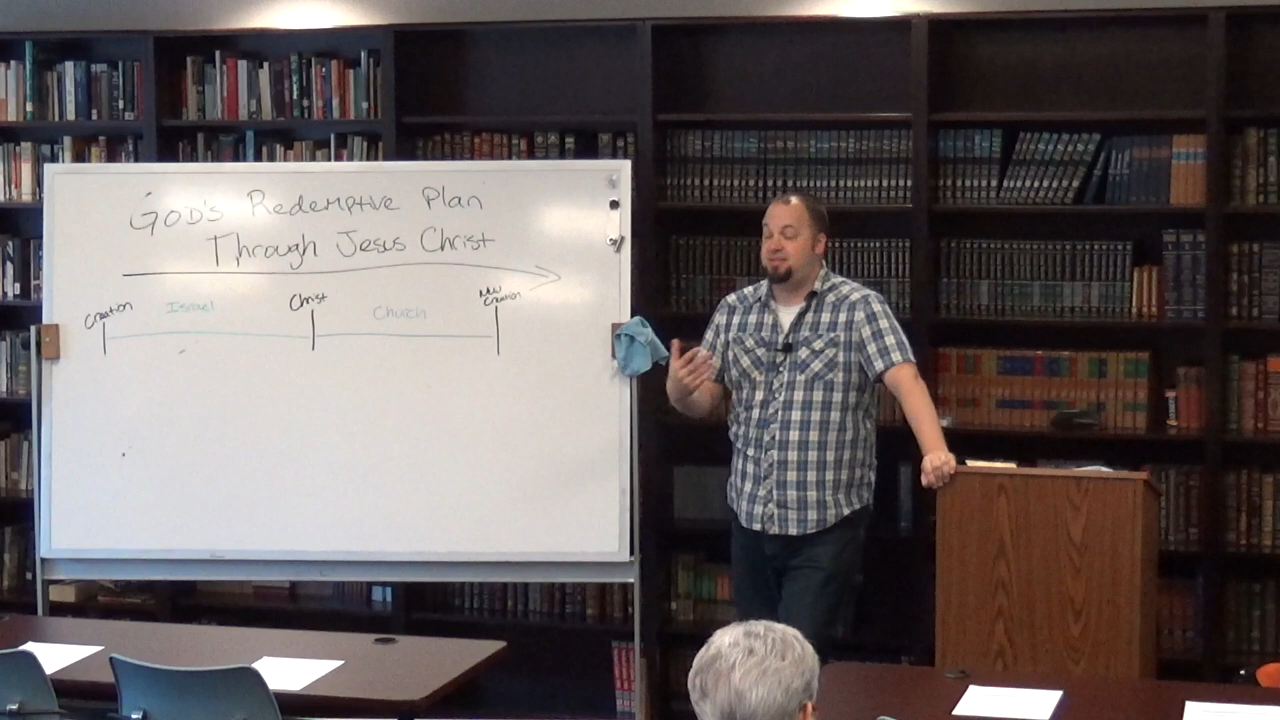 God's Redemptive Plan
Through Jesus Christ
Creation Israel Christ Church New
Creation